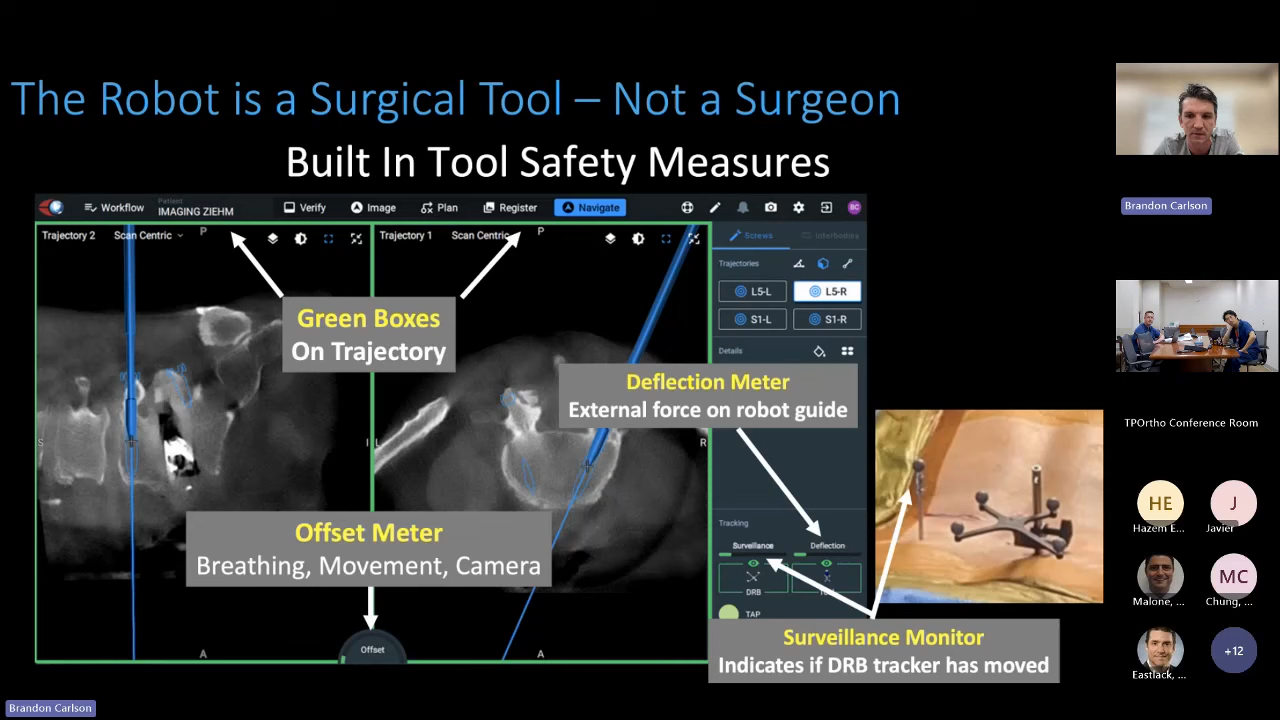 The Robot is a Surgical Tool – Not a Surgeon
Built In Tool Safety Measures
Workflow
Patient
IMAGING ZIEHM
Verify
Image
Plan
Register
Navigate
BC
Trajectory 2
Scan Centric
P
Trajectory 1
Scan Centric
P
Screws
Interbodies
Trajectories
L5-L
L5-R
S1-L
S1-R
Details
Green Boxes
On Trajectory
Deflection Meter
External force on robot guide
S
L
R
Offset Meter
Breathing, Movement, Camera
Tracking
Surveillance
Deflection
DRB
TAP
Offset
A
A
Surveillance Monitor
Indicates if DRB tracker has moved
Brandon Carlson
TPOrtho Conference Room
HE
Hazem E...
J
Javier
Malone, ...
MC
Chung, ...
Eastlack, ...
+12
Brandon Carlson